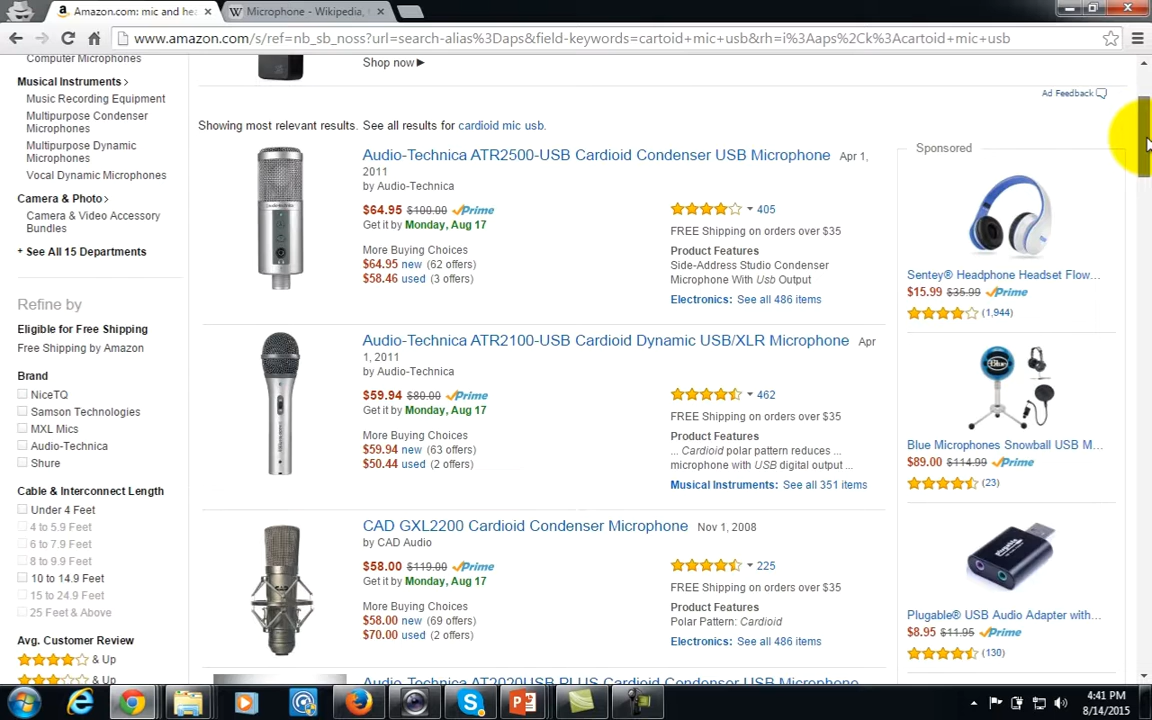 Amazon.com: mic and he
Microphone - Wikipedia,
www.amazon.com/s/ref=nb_sb_noss?url=search-alias%3Daps&field-keywords=cartoid+mic+usb&rh=i%3Aaps%2Ck%3Acartoid+mic+usb
Computer Microphones
Musical Instruments
Music Recording Equipment
Multipurpose Condenser
Microphones
Multipurpose Dynamic
Microphones
Vocal Dynamic Microphones
Camera & Photo
Camera & Video Accessory
Bundles
+ See All 15 Departments
Refine by
Eligible for Free Shipping
Free Shipping by Amazon
Brand
NiceTQ
Samson Technologies
MXL Mics
Audio-Technica
Shure
Cable & Interconnect Length
Under 4 Feet
4 to 5.9 Feet
6 to 7.9 Feet
8 to 9.9 Feet
10 to 14.9 Feet
15 to 24.9 Feet
25 Feet & Above
Avg. Customer Review
& Up
& Up
Shop now
Ad Feedback
Showing most relevant results. See all results for cardioid mic usb.
Audio-Technica ATR2500-USB Cardioid Condenser USB Microphone Apr 1,
2011
by Audio-Technica
$64.95 $100.00 Prime
Get it by Monday, Aug 17
More Buying Choices
$64.95 new (62 offers)
$58.46 used (3 offers)
405
FREE Shipping on orders over $35
Product Features
Side-Address Studio Condenser
Microphone With Usb Output
Electronics: See all 486 items
Audio-Technica ATR2100-USB Cardioid Dynamic USB/XLR Microphone Apr
1, 2011
by Audio-Technica
$59.94 $80.00 Prime
Get it by Monday, Aug 17
More Buying Choices
$59.94 new (63 offers)
$50.44 used (2 offers)
462
FREE Shipping on orders over $35
Product Features
... Cardioid polar pattern reduces ...
microphone with USB digital output ...
Musical Instruments: See all 351 items
CAD GXL2200 Cardioid Condenser Microphone Nov 1, 2008
by CAD Audio
$58.00 $119.00 Prime
Get it by Monday, Aug 17
More Buying Choices
$58.00 new (69 offers)
$70.00 used (2 offers)
225
FREE Shipping on orders over $35
Product Features
Polar Pattern: Cardioid
Electronics: See all 486 items
Audio-Technica AT2020USB PLUS Cardioid Condenser USB Microphone
Sponsored
Sentey® Headphone Headset Flow...
$15.99 $35.99 Prime
(1,944)
Blue
Blue Microphones Snowball USB M...
$89.00 $114.99 Prime
(23)
Plugable
Plugable® USB Audio Adapter with...
$8.95 $11.95 Prime
(130)
4:41 PM
8/14/2015